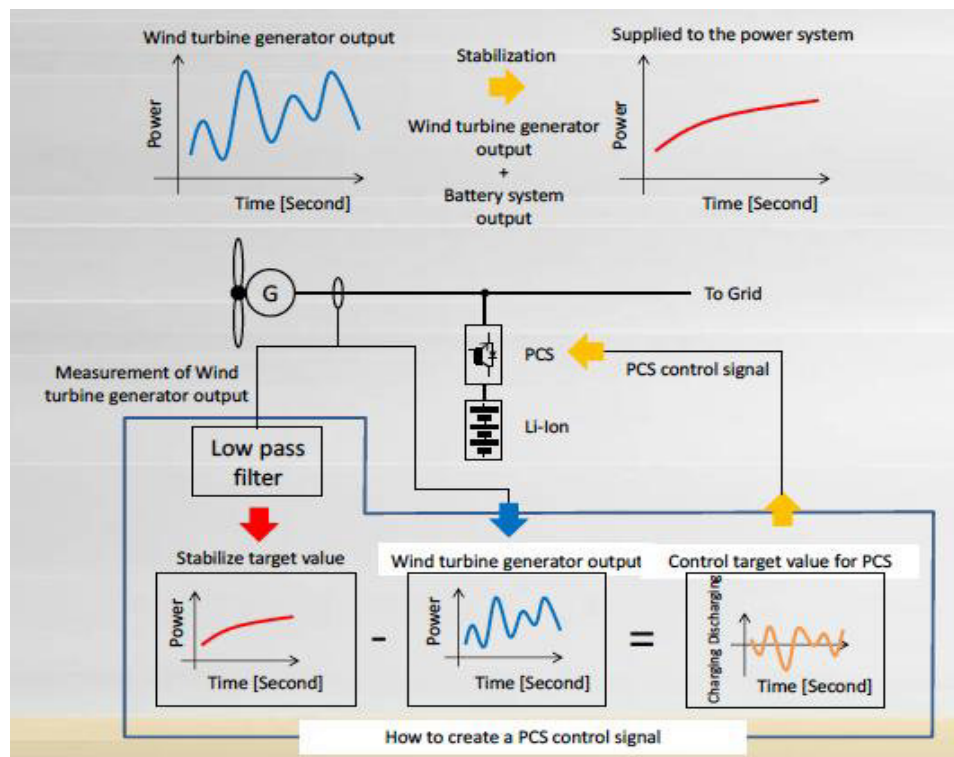 Wind turbine generator output
Power
Time [Second]
Stabilization
Wind turbine generator
output
+
Battery system
output
Supplied to the power system
Power
Time [Second]
G
To Grid
PCS
PCS control signal
Li-Ion
Measurement of Wind
turbine generator output
Low pass
filter
Stabilize target value
Power
Time [Second]
-
Wind turbine generator output
Power
Time [Second]
=
Control target value for PCS
Charging Discharging
Time [Second]
How to create a PCS control signal